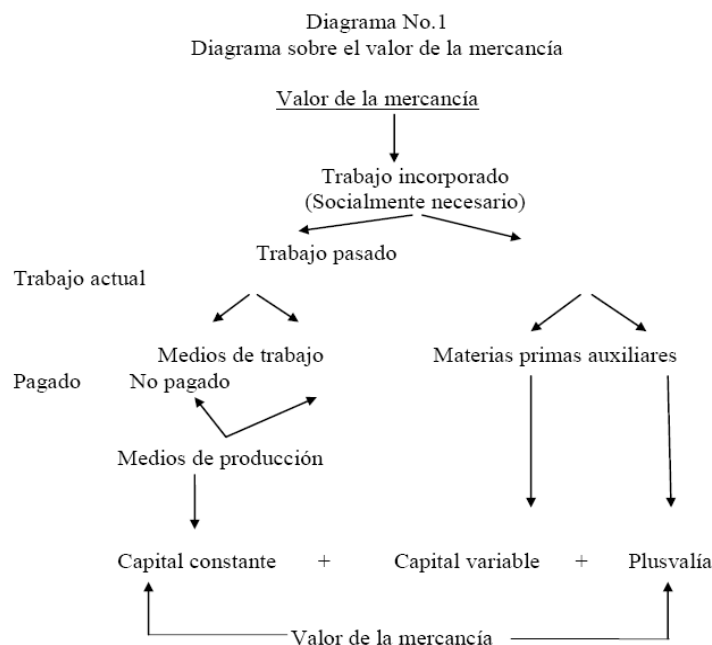 Diagrama No.1
Diagrama sobre el valor de la mercancía
Valor de la mercancía
Trabajo incorporado
(Socialmente necesario)
Trabajo pasado
Trabajo actual
Medios de trabajo Materias primas auxiliares
Pagado No pagado
Medios de producción
Capital constante + Capital variable + Plusvalía
Valor de la mercancía